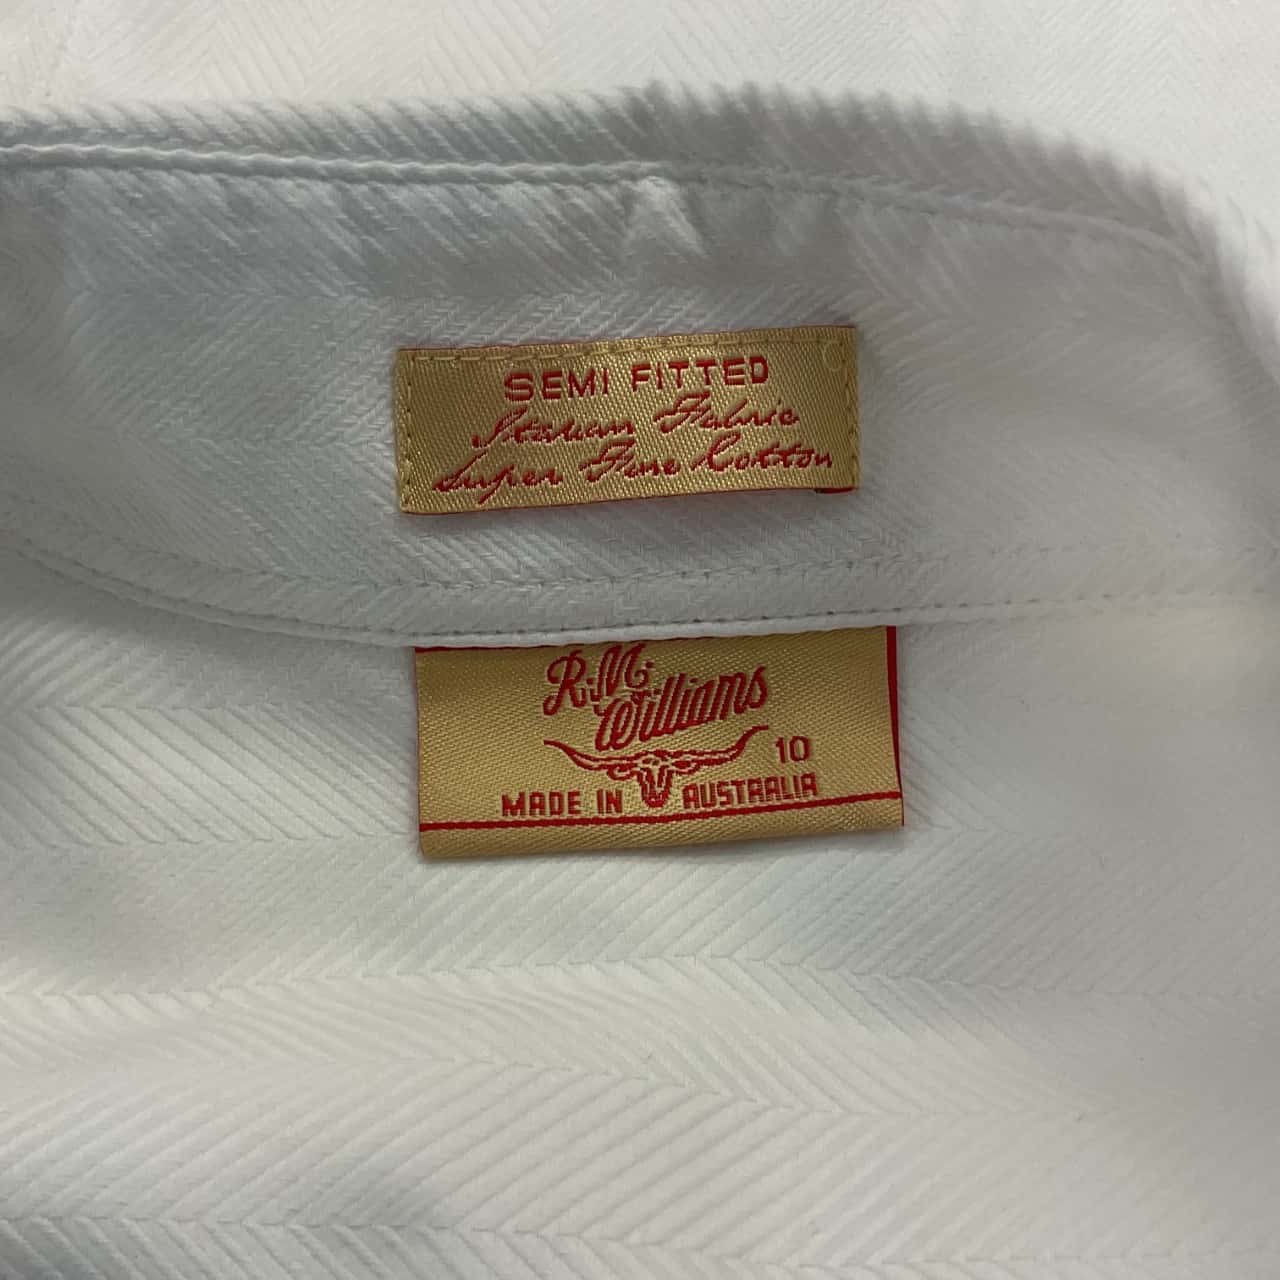 SEMI FITTED
Italian Fabric
Super Fine Cotton
R.M.
Williams
10
MADE IN AUSTRALIA